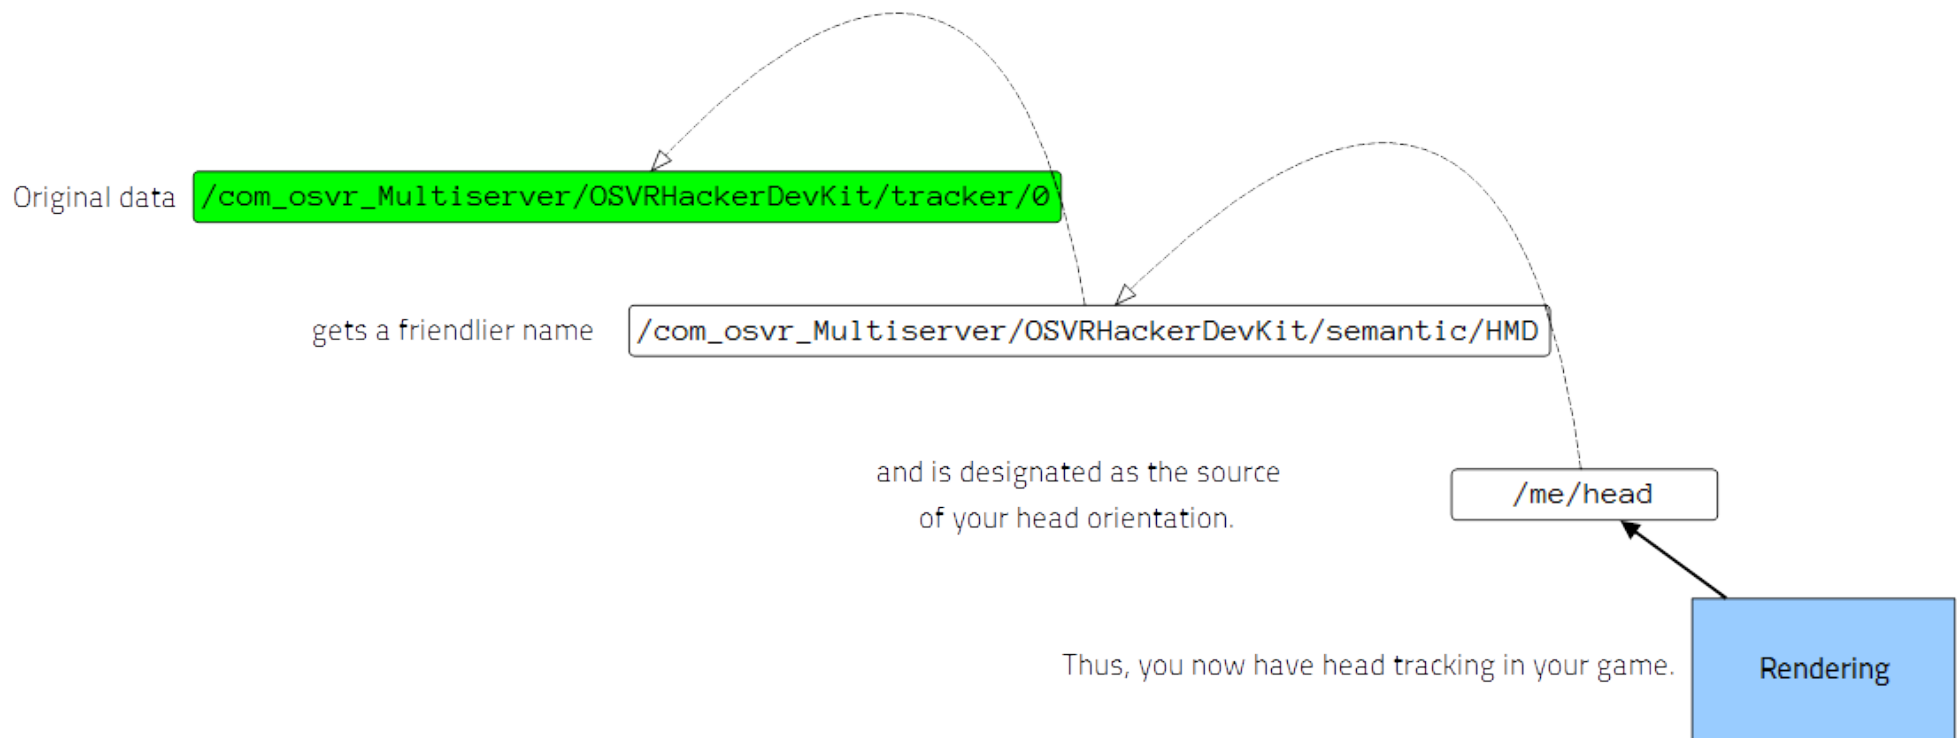 Original data /com_osvr_Multiserver/OSVRHackerDevKit/tracker/0
gets a friendlier name /com_osvr_Multiserver/OSVRHackerDevKit/semantic/HMD
and is designated as the source
of your head orientation.
/me/head
Thus, you now have head tracking in your game.
Rendering